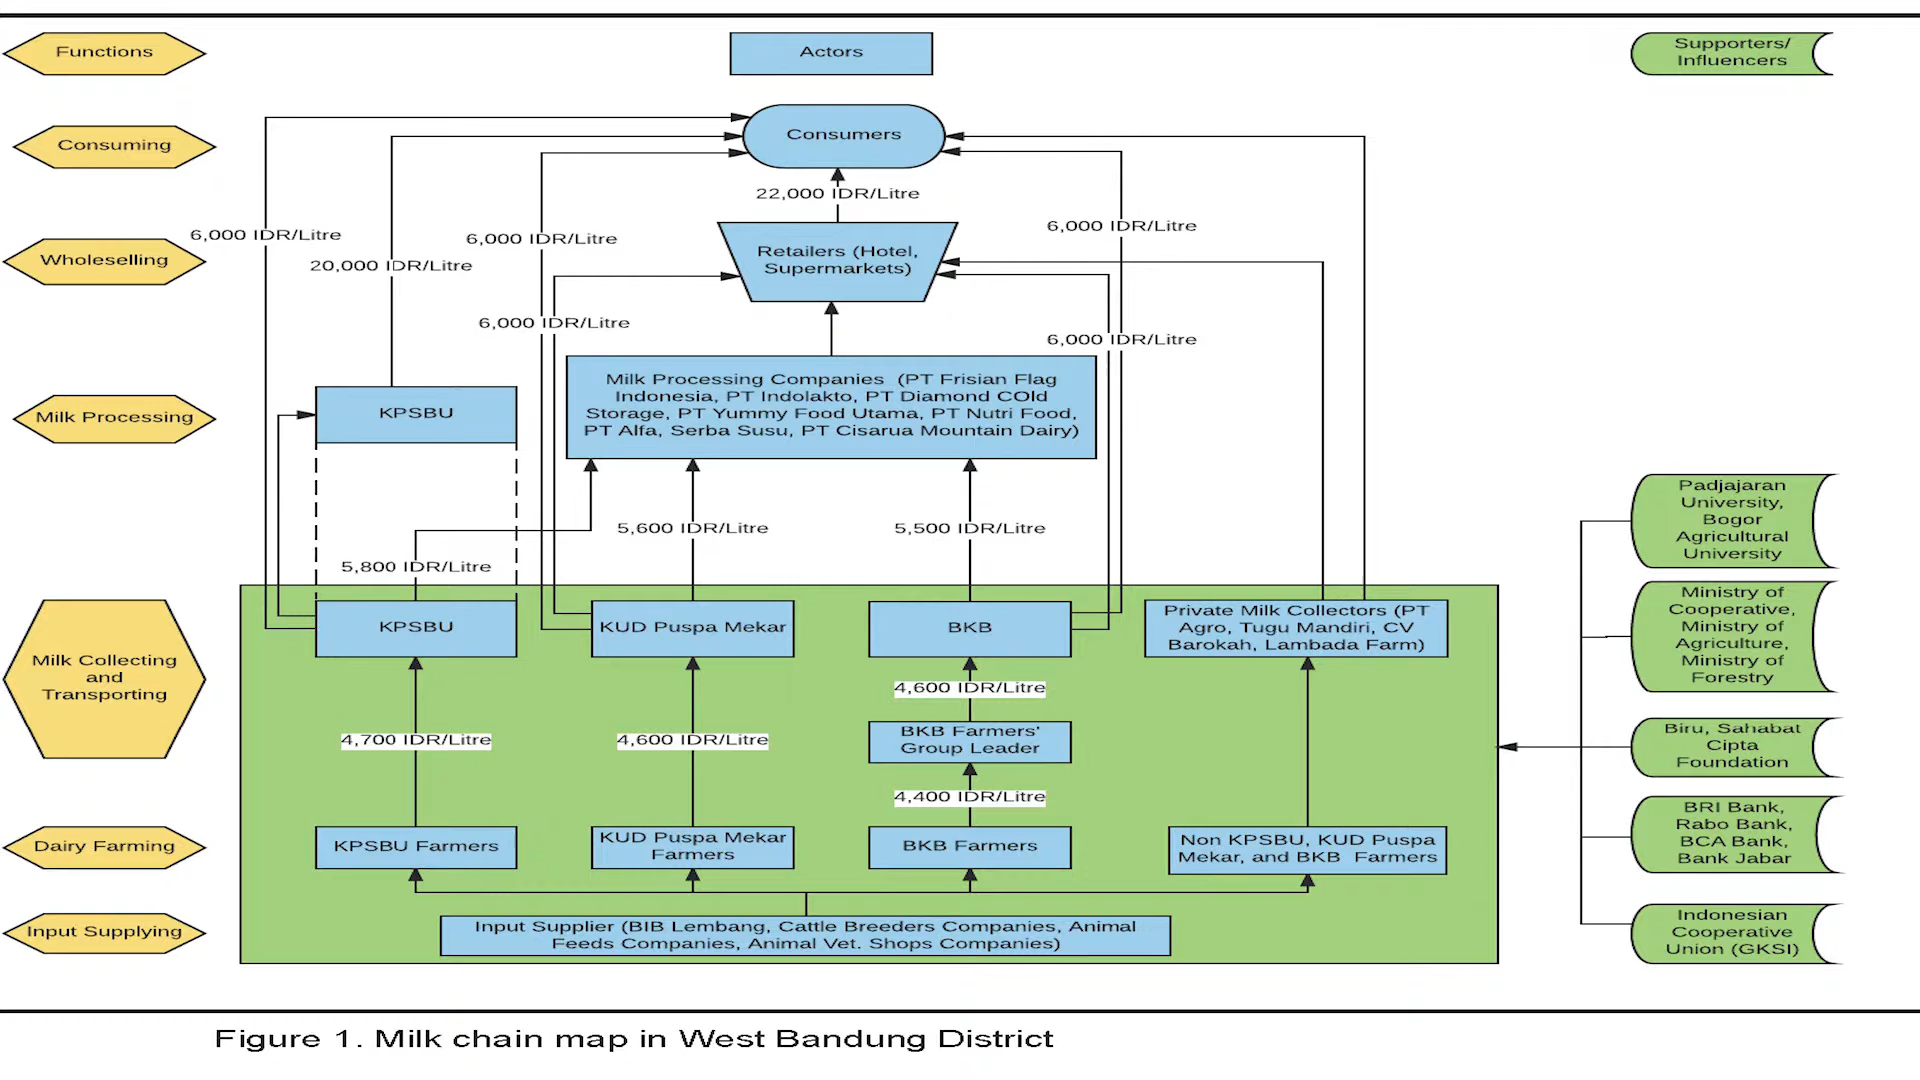 Functions
Actors
Supporters/
Influencers
Consuming
Consumers
22,000 IDR/Litre
6,000 IDR/Litre
20,000 IDR/Litre
6,000 IDR/Litre
6,000 IDR/Litre
Wholeselling
Retailers (Hotel,
Supermarkets)
6,000 IDR/Litre
6,000 IDR/Litre
Milk Processing
KPSBU
Milk Processing Companies (PT Frisian Flag
Indonesia, PT Indolakto, PT Diamond COld
Storage, PT Yummy Food Utama, PT Nutri Food,
PT Alfa, Serba Susu, PT Cisarua Mountain Dairy)
5,800 IDR/Litre
5,600 IDR/Litre
5,500 IDR/Litre
Milk Collecting
and
Transporting
KPSBU
KUD Puspa Mekar
BKB
Private Milk Collectors (PT
Agro, Tugu Mandiri, CV
Barokah, Lambada Farm)
4,600 IDR/Litre
4,700 IDR/Litre
4,600 IDR/Litre
BKB Farmers'
Group Leader
4,400 IDR/Litre
Dairy Farming
KPSBU Farmers
KUD Puspa Mekar
Farmers
BKB Farmers
Non KPSBU, KUD Puspa
Mekar, and BKB Farmers
Input Supplying
Input Supplier (BIB Lembang, Cattle Breeders Companies, Animal
Feeds Companies, Animal Vet. Shops Companies)
Padjajaran
University,
Bogor
Agricultural
University
Ministry of
Cooperative,
Ministry of
Agriculture,
Ministry of
Forestry
Biru, Sahabat
Cipta
Foundation
BRI Bank,
Rabo Bank,
BCA Bank,
Bank Jabar
Indonesian
Cooperative
Union (GKSI)
Figure 1. Milk chain map in West Bandung District